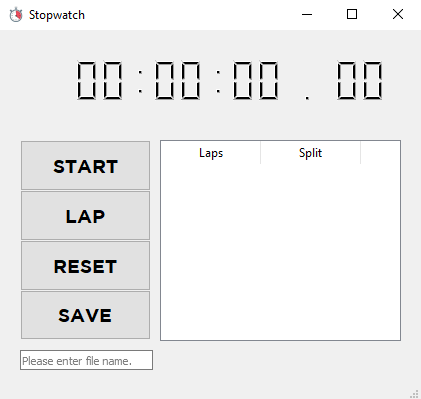 Stopwatch
00:00:00.00
START
LAP
RESET
SAVE
Laps Split
Please enter file name.